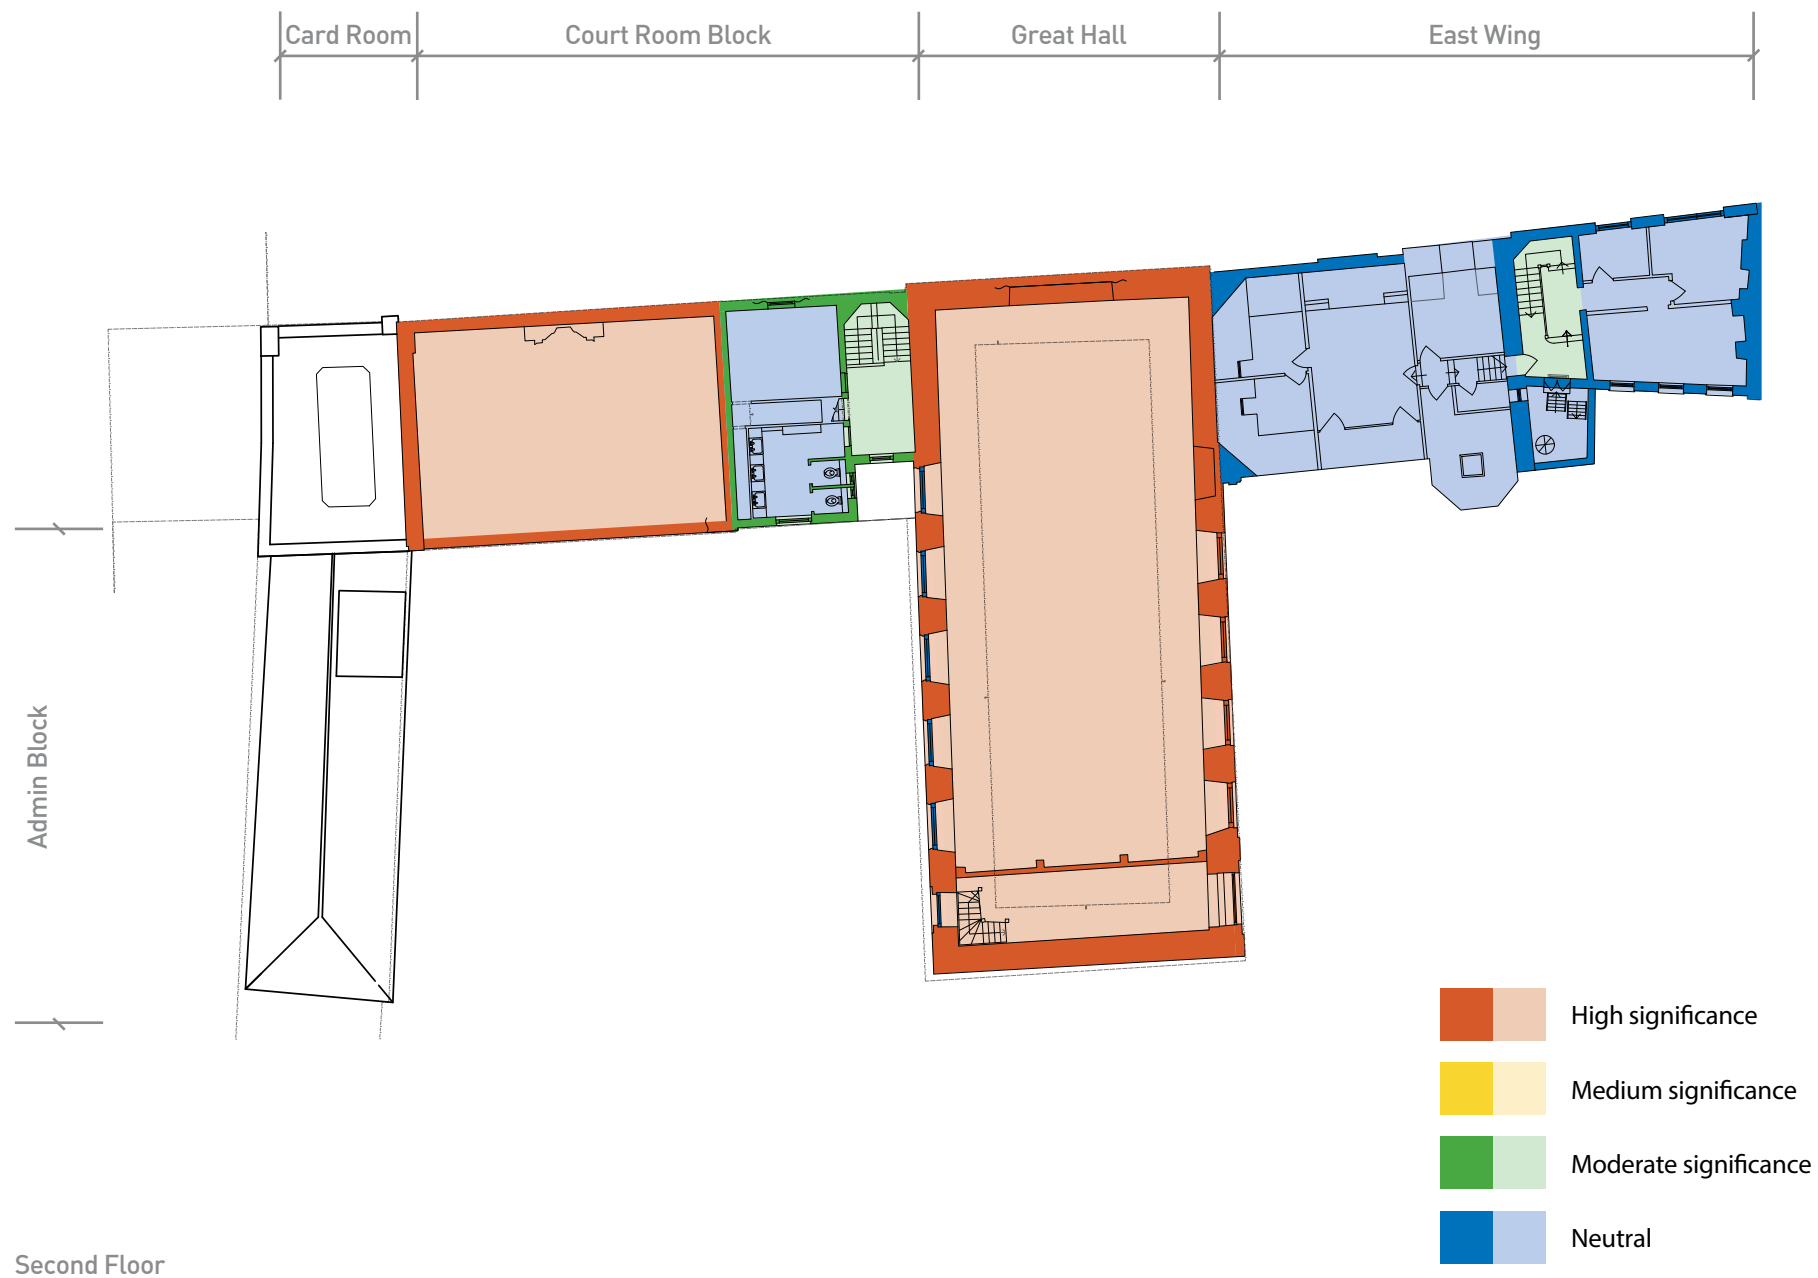 Card Room
Court Room Block
Great Hall
East Wing
Admin Block
High significance
Medium significance
Moderate significance
Neutral
Second Floor